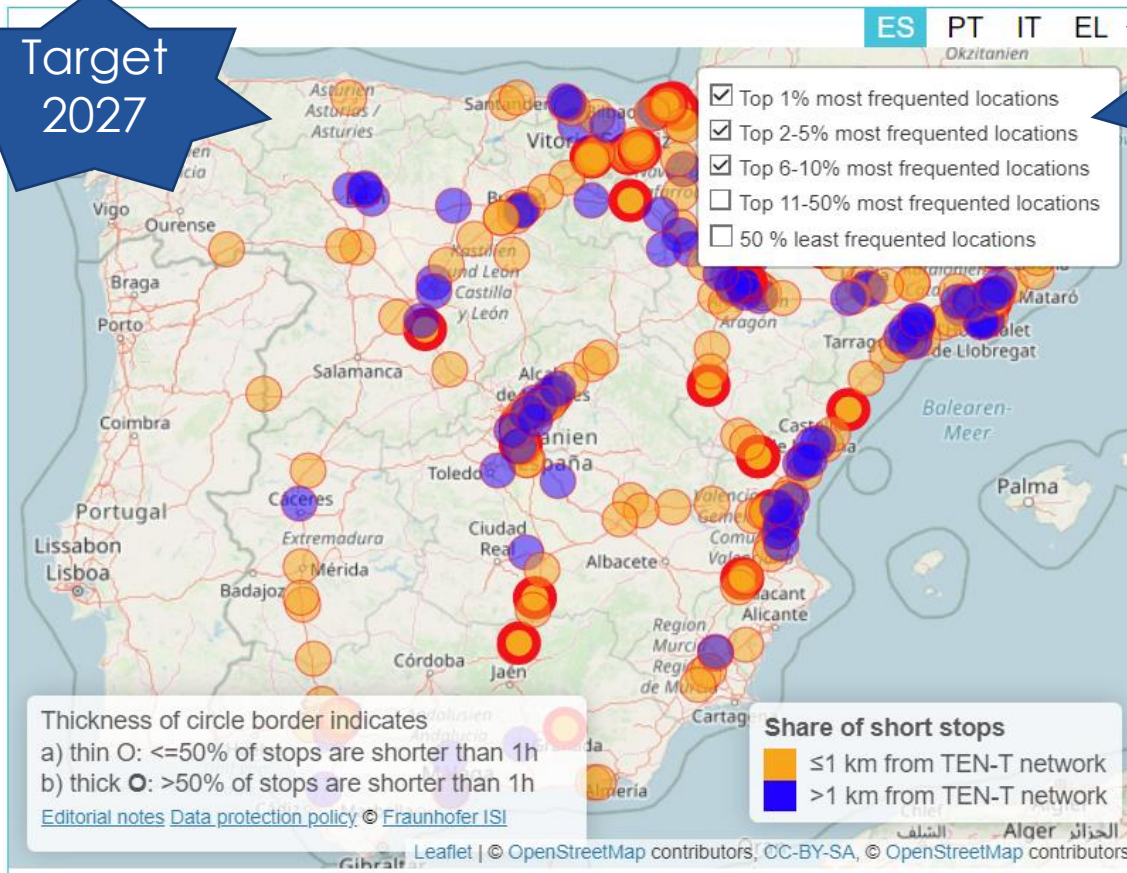 Target
2027
ES PT IT EL
Okzitanien
Top 1% most frequented locations
Top 2-5% most frequented locations
Top 6-10% most frequented locations
Top 11-50% most frequented locations
50 % least frequented locations
Asturien
Asturias /
Asturies
Santander
Vigo
Ourense
Braga
Kastilien
und León
Castilla
y León
Porto
Aragón
Mataró
de Llobregat
Salamanca
Coimbra
Balearen-
Meer
Toledo
España
Palma
Cáceres
Portugal
Extremadura
Ciudad
Real
Albacete
Lissabon
Lisboa
Mérida
Badajoz
Alicante
Region
Córdoba
Jaén
de Murcia
Thickness of circle border indicates
a) thin O: <=50% of stops are shorter than 1h
b) thick O: >50% of stops are shorter than 1h
Editorial notes Data protection policy © Fraunhofer ISI
Almería
Share of short stops
≤1 km from TEN-T network
>1 km from TEN-T network
Alger الجزائر
الشلف
Gibraltar
Leaflet | © OpenStreetMap contributors, CC-BY-SA, © OpenStreetMap contributors